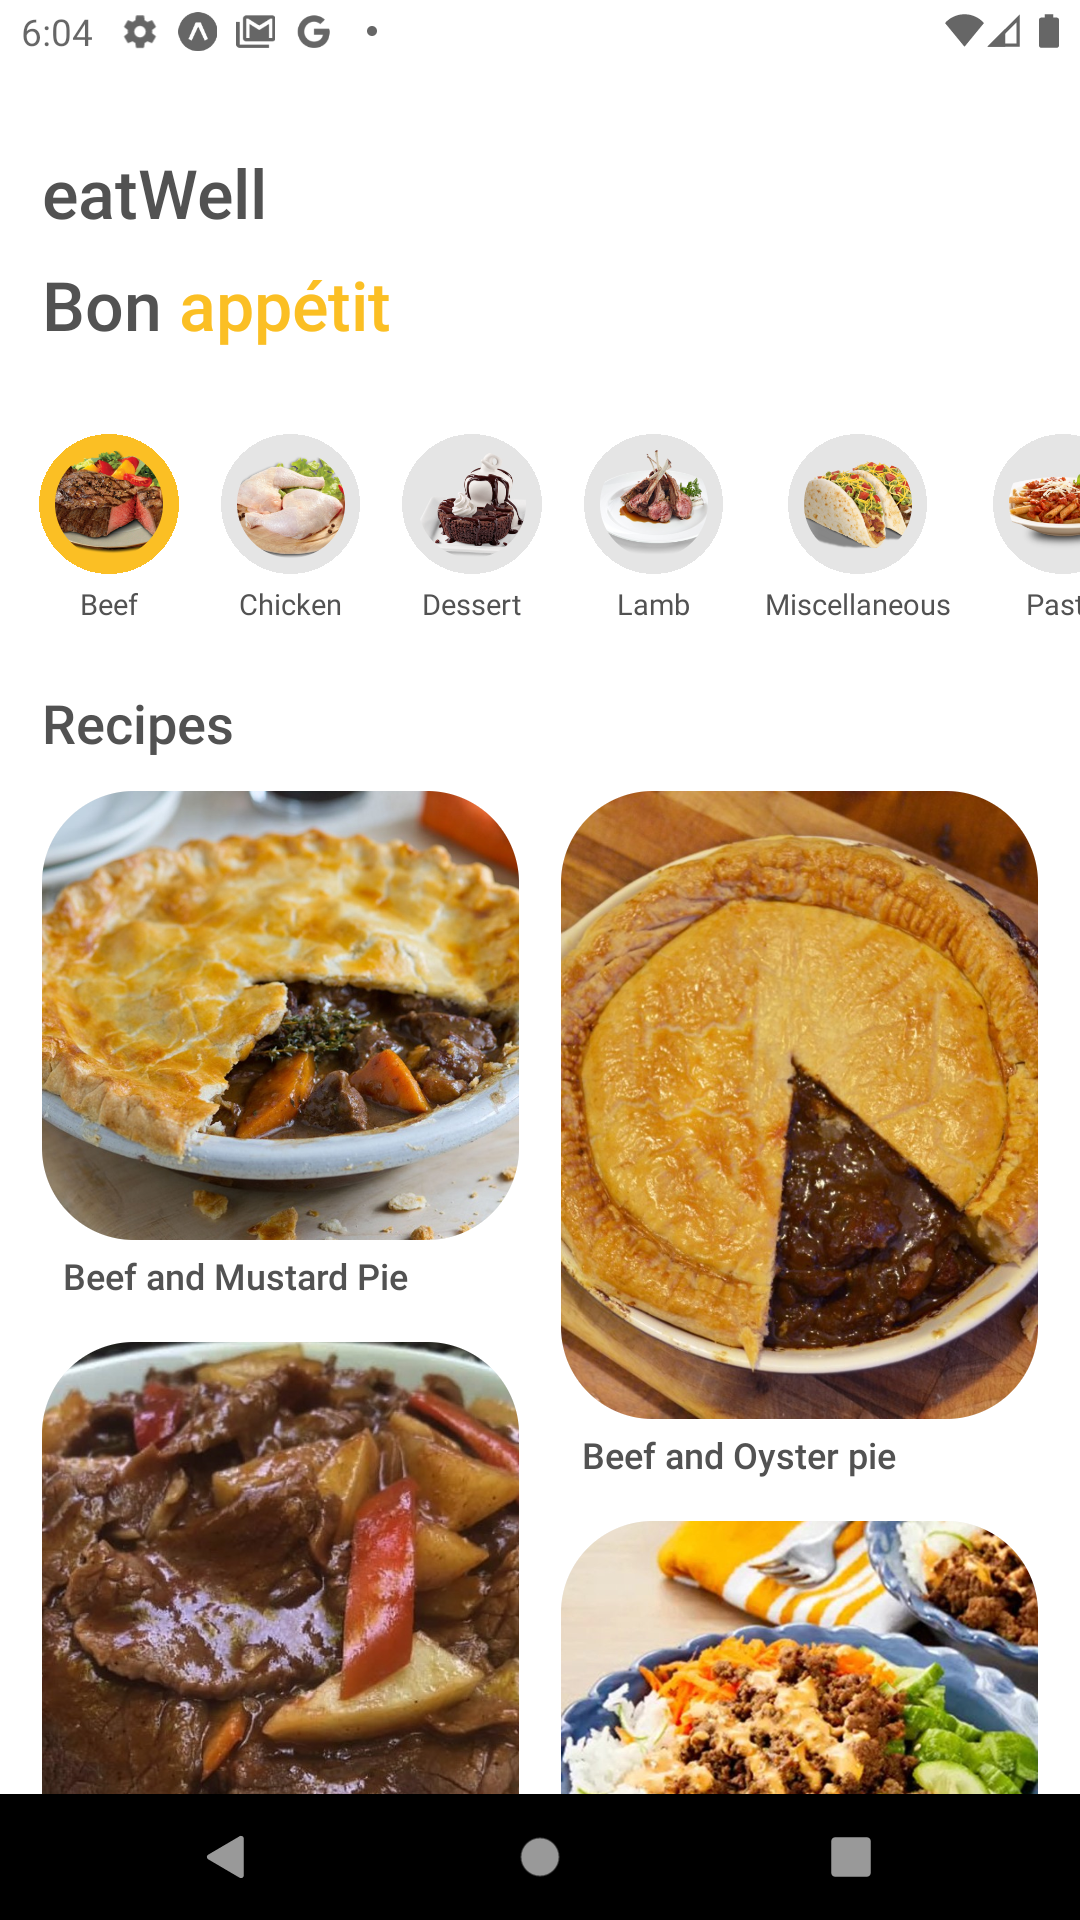 6:04
eatWell
Bon appétit
Beef
Chicken
Dessert
Lamb
Miscellaneous
Past
Recipes
Beef and Mustard Pie
Beef and Oyster pie